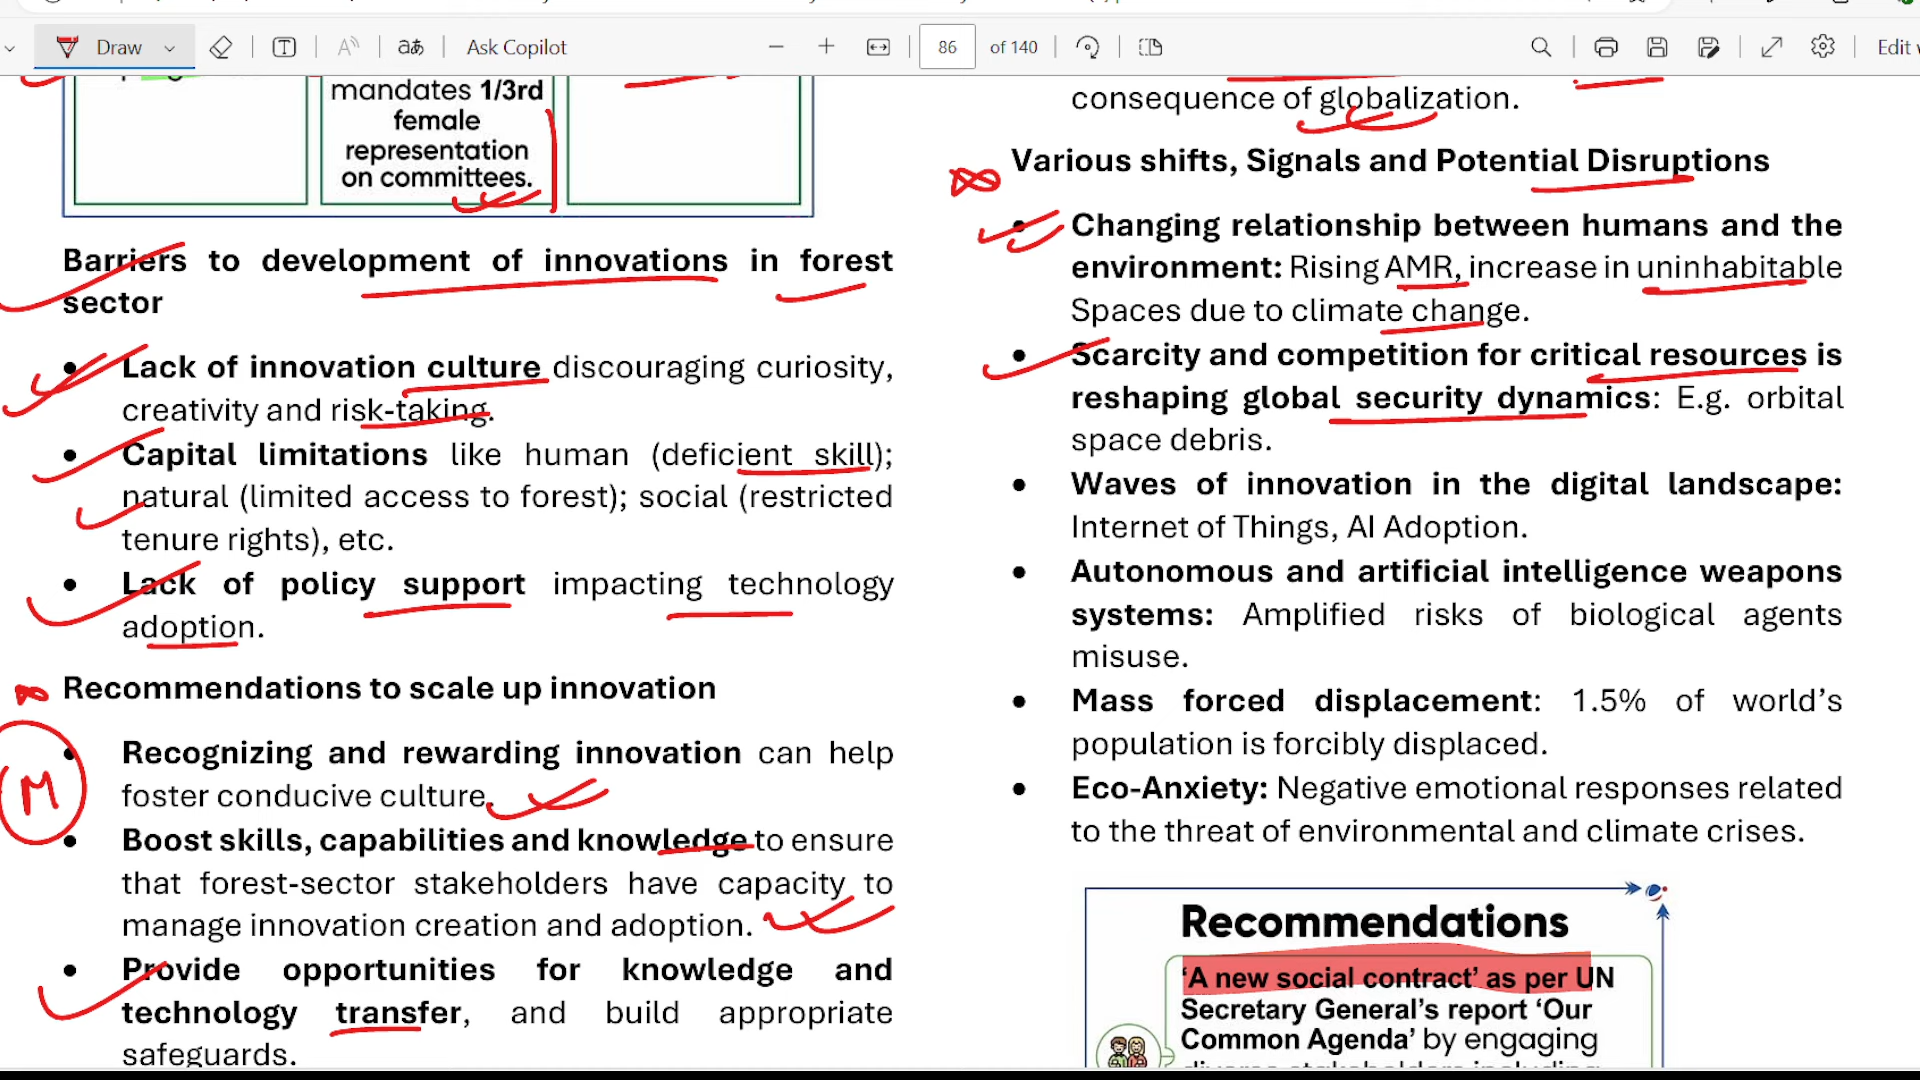 Draw
Ask Copilot
86
of 140
Edit
mandates 1/3rd
female
representation
on committees.
Barriers to development of innovations in forest
sector
• Lack of innovation culture discouraging curiosity,
creativity and risk-taking.
• Capital limitations like human (deficient skill);
natural (limited access to forest); social (restricted
tenure rights), etc.
• Lack of policy support impacting technology
adoption.
Recommendations to scale up innovation
M
• Recognizing and rewarding innovation can help
foster conducive culture.
• Boost skills, capabilities and knowledge to ensure
that forest-sector stakeholders have capacity to
manage innovation creation and adoption.
• Provide opportunities for knowledge and
technology transfer, and build appropriate
safeguards.
consequence of globalization.
Various shifts, Signals and Potential Disruptions
• Changing relationship between humans and the
environment: Rising AMR, increase in uninhabitable
Spaces due to climate change.
• Scarcity and competition for critical resources is
reshaping global security dynamics: E.g. orbital
space debris.
• Waves of innovation in the digital landscape:
Internet of Things, AI Adoption.
• Autonomous and artificial intelligence weapons
systems: Amplified risks of biological agents
misuse.
• Mass forced displacement: 1.5% of world's
population is forcibly displaced.
• Eco-Anxiety: Negative emotional responses related
to the threat of environmental and climate crises.
Recommendations
'A new social contract' as per UN
Secretary General's report 'Our
Common Agenda' by engaging